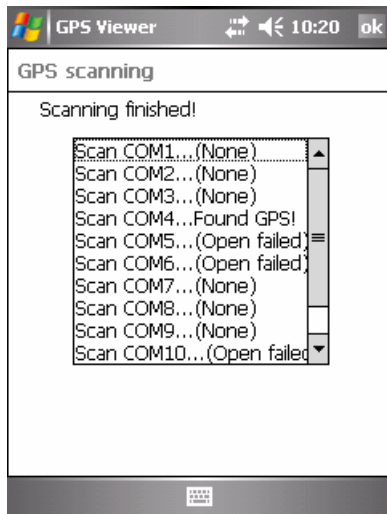 GPS Viewer 10:20 ok
GPS scanning
Scanning finished!
Scan COM1...(None)
Scan COM2...(None)
Scan COM3...(None)
Scan COM4...Found GPS!
Scan COM5...(Open failed)
Scan COM6...(Open failed)
Scan COM7...(None)
Scan COM8...(None)
Scan COM9...(None)
Scan COM10...(Open failed